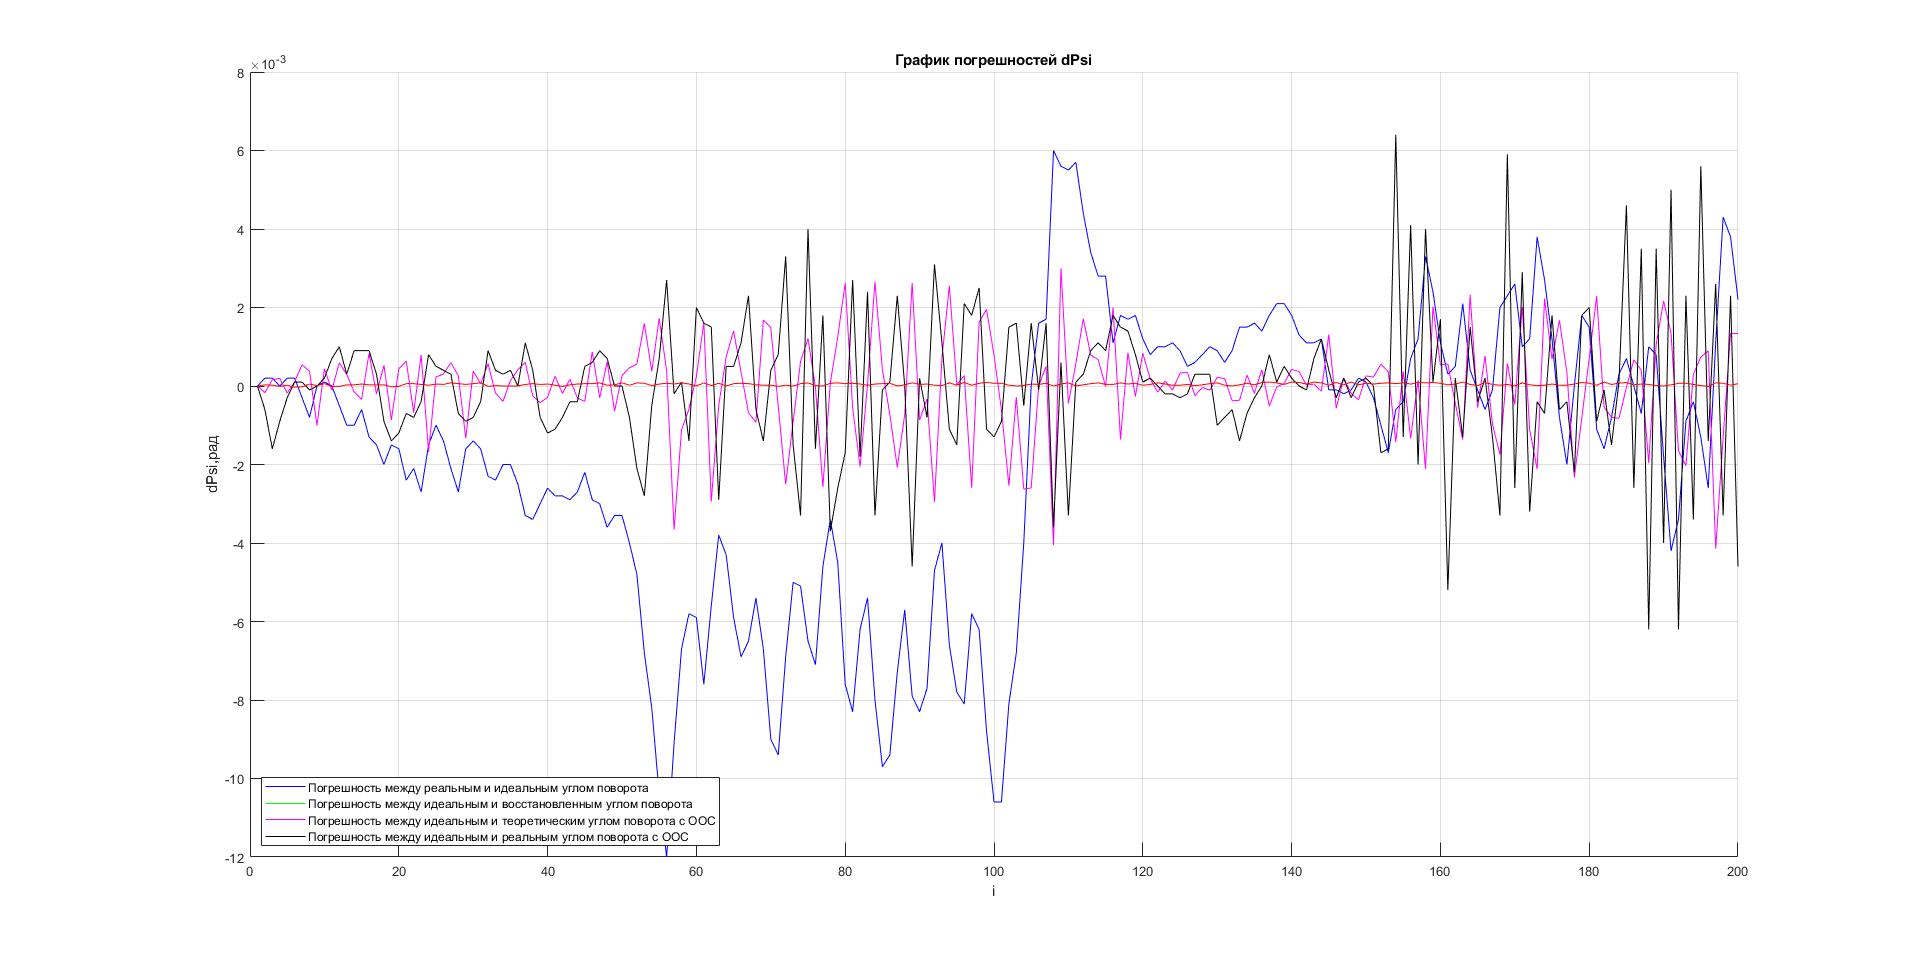 График погрешностей dPsi
×10-3
8
6
4
2
0
-2
-4
-6
-8
-10
-12
dPsi,рад
Погрешность между реальным и идеальным углом поворота
Погрешность между идеальным и восстановленным углом поворота
Погрешность между идеальным и теоретическим углом поворота с ООС
Погрешность между идеальным и реальным углом поворота с ООС
0 20 40 60 80 100 120 140 160 180 200
i